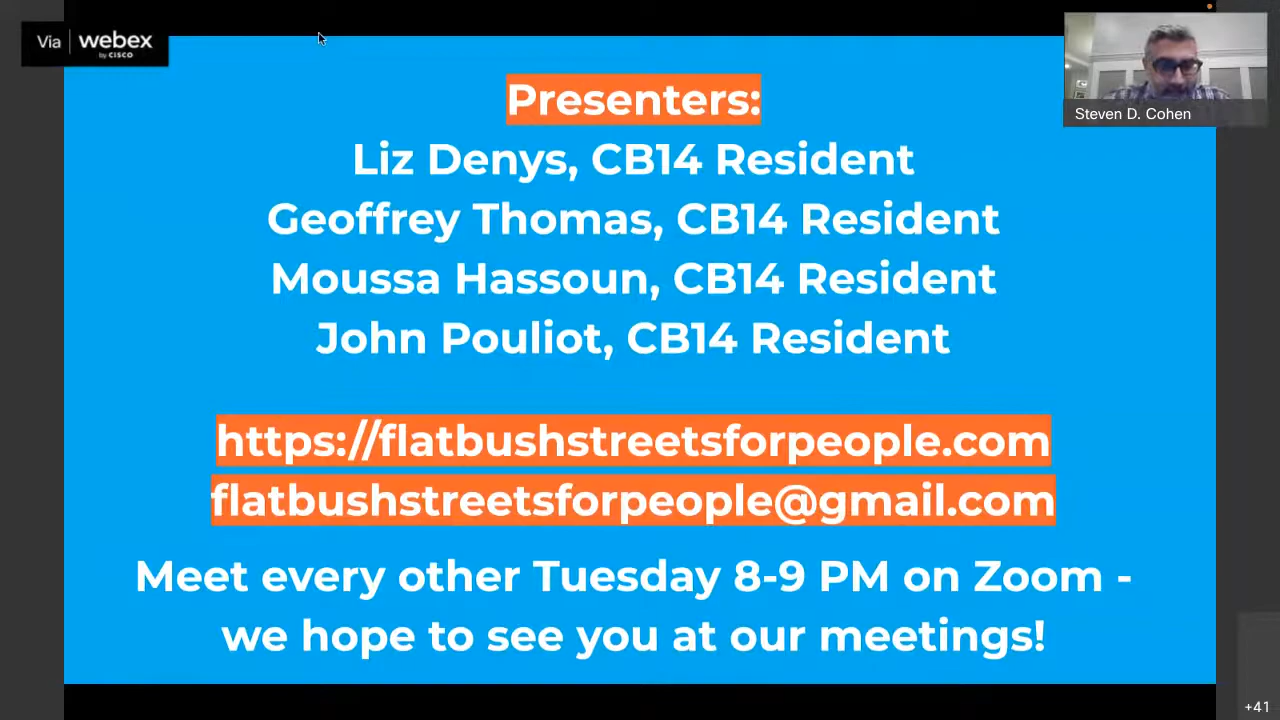 Via webex
by CISCO
Steven D. Cohen
Presenters:
Liz Denys, CB14 Resident
Geoffrey Thomas, CB14 Resident
Moussa Hassoun, CB14 Resident
John Pouliot, CB14 Resident
https://flatbushstreetsforpeople.com
flatbushstreetsforpeople@gmail.com
Meet every other Tuesday 8-9 PM on Zoom -
we hope to see you at our meetings!
+41